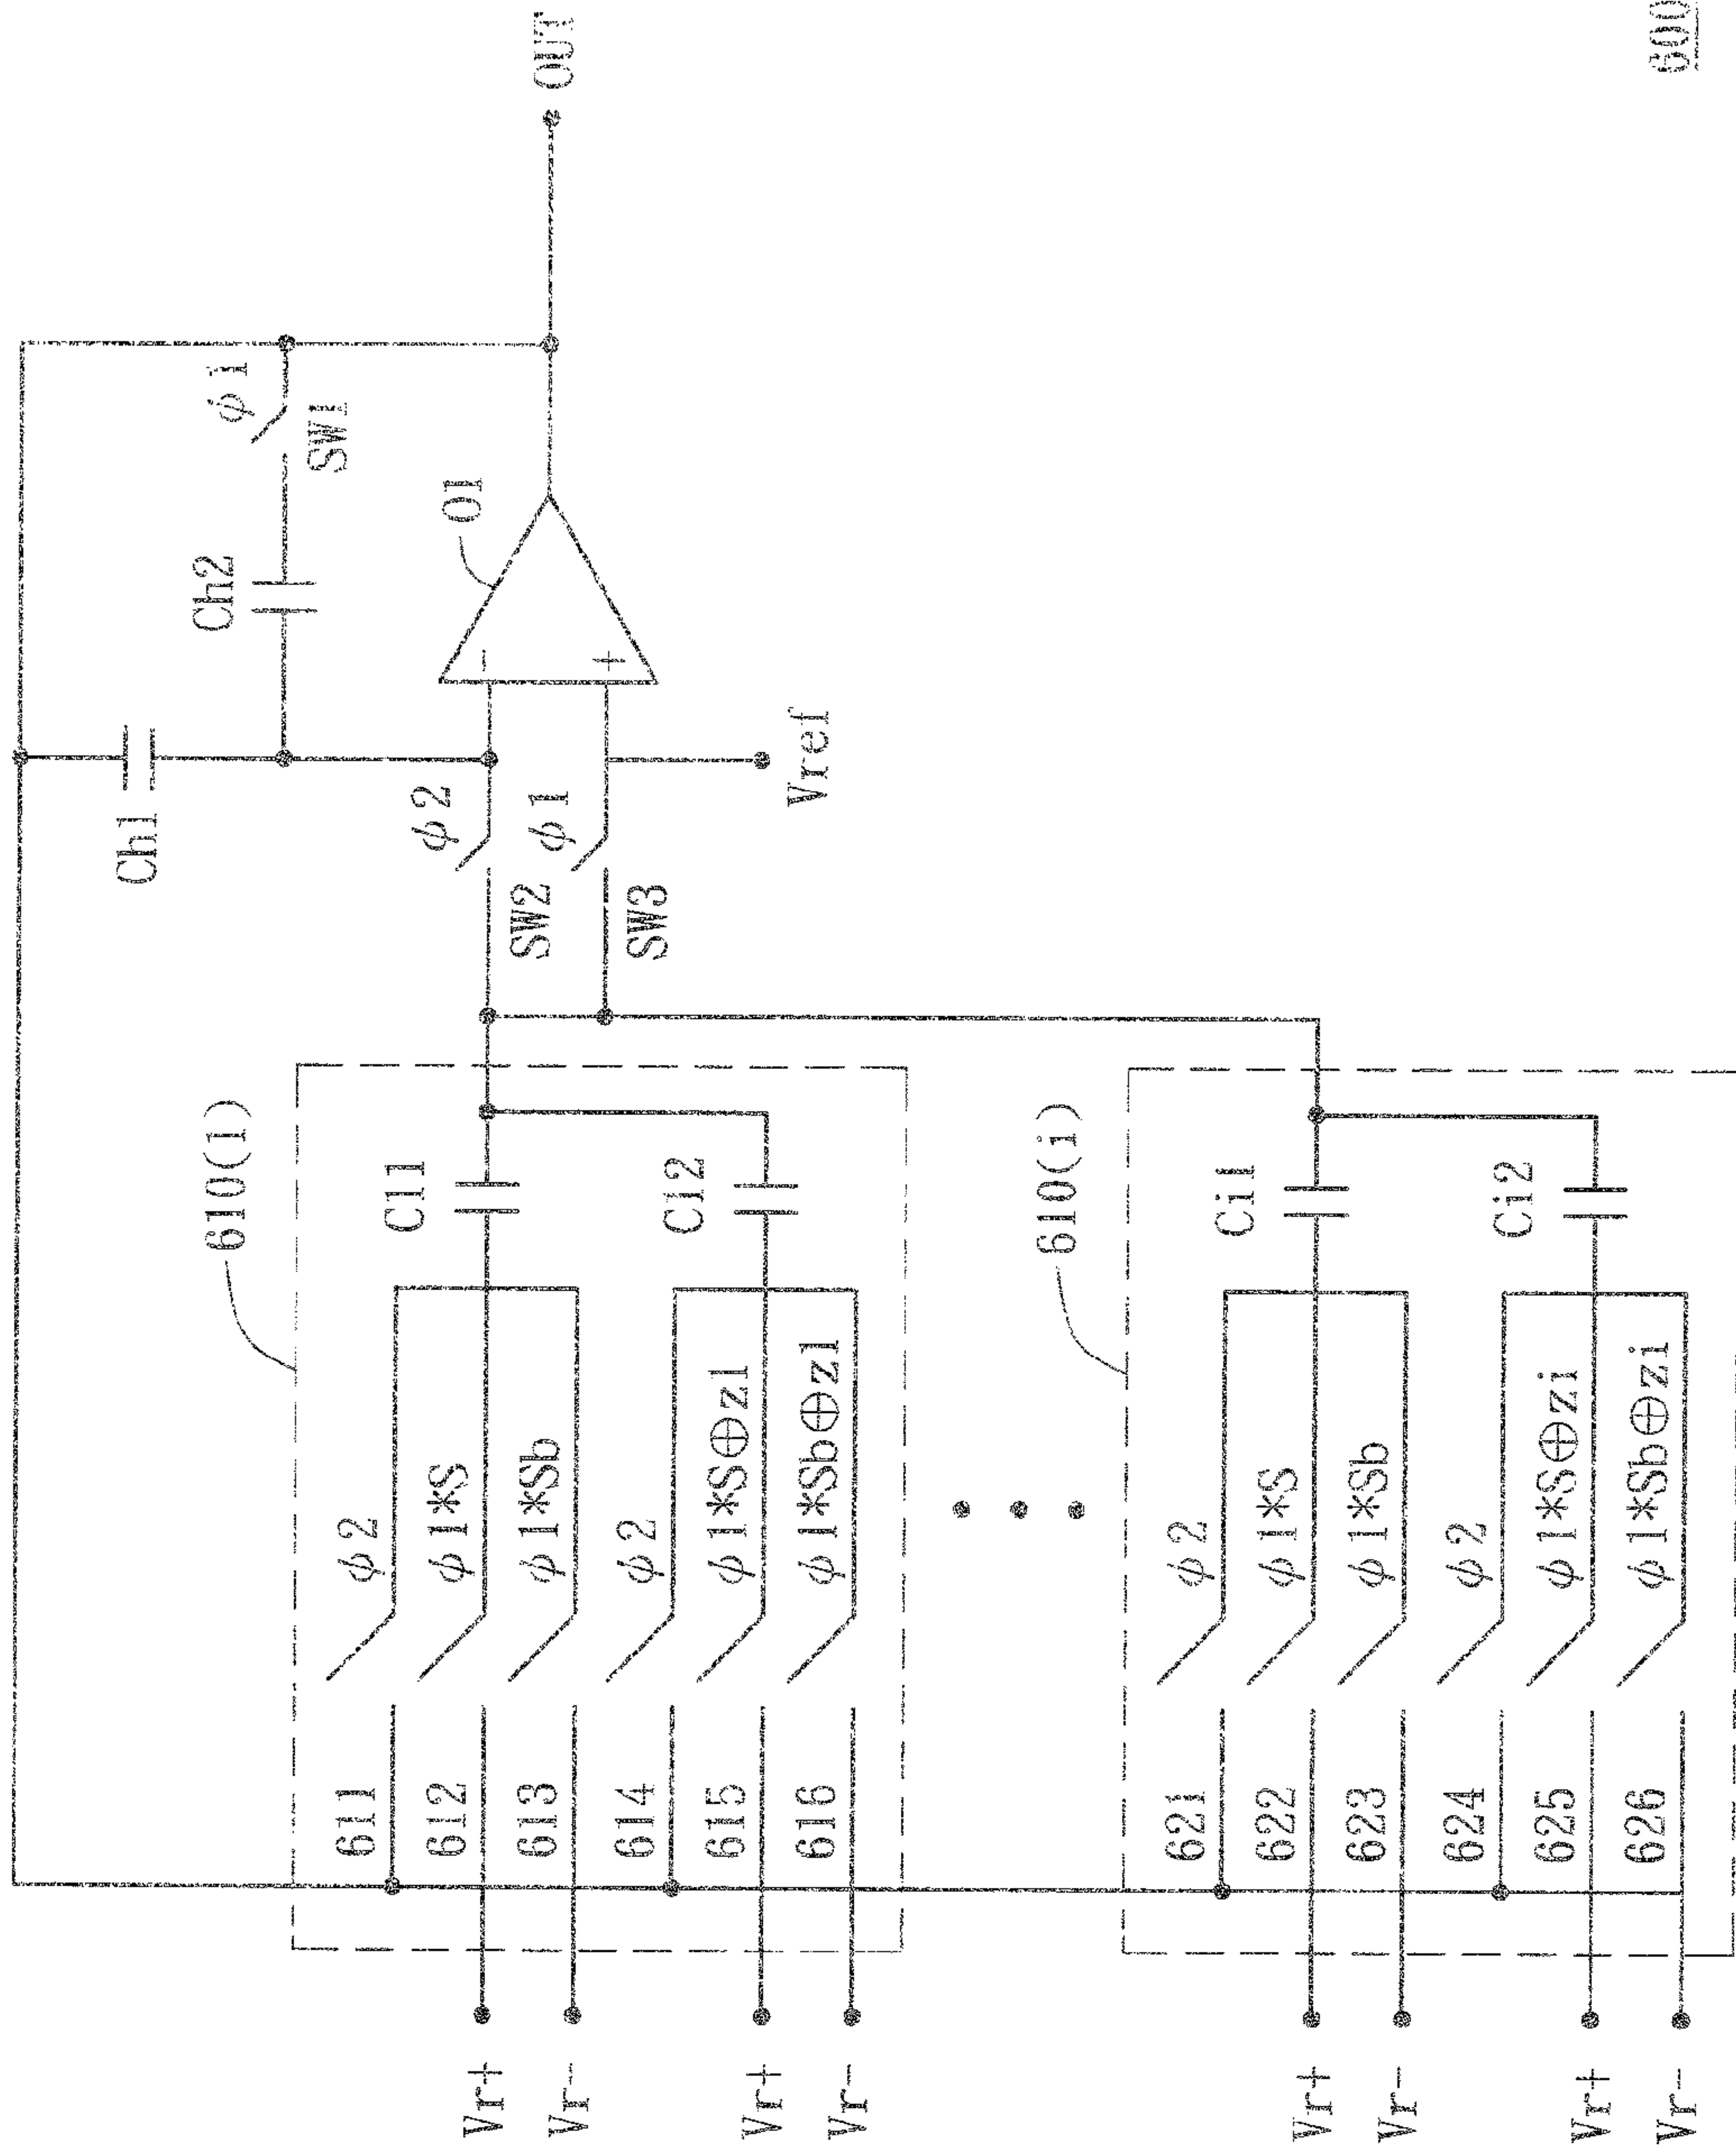 600
OUT
φ1
SW1
Ch2
O1
-
+
Ch1
φ2
φ1
SW2
SW3
Vref
610(1)
C11
C12
φ2
φ1*S
φ1*Sb
φ2
φ1*S⊕z1
φ1*Sb⊕z1
611
612
613
614
615
616
Vr+
Vr-
Vr+
Vr-
610(i)
Ci1
Ci2
φ2
φ1*S
φ1*Sb
φ2
φ1*S⊕zi
φ1*Sb⊕zi
621
622
623
624
625
626
Vr+
Vr-
Vr+
Vr-